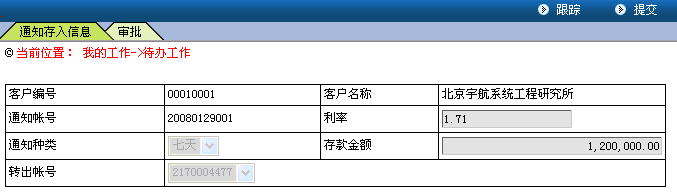 跟踪 提交
通知存入信息 审批
当前位置： 我的工作->待办工作
客户编号 00010001 客户名称 北京宇航系统工程研究所
通知帐号 20080129001 利率 1.71
通知种类 七天 存款金额 1,200,000.00
转出帐号 2170004477